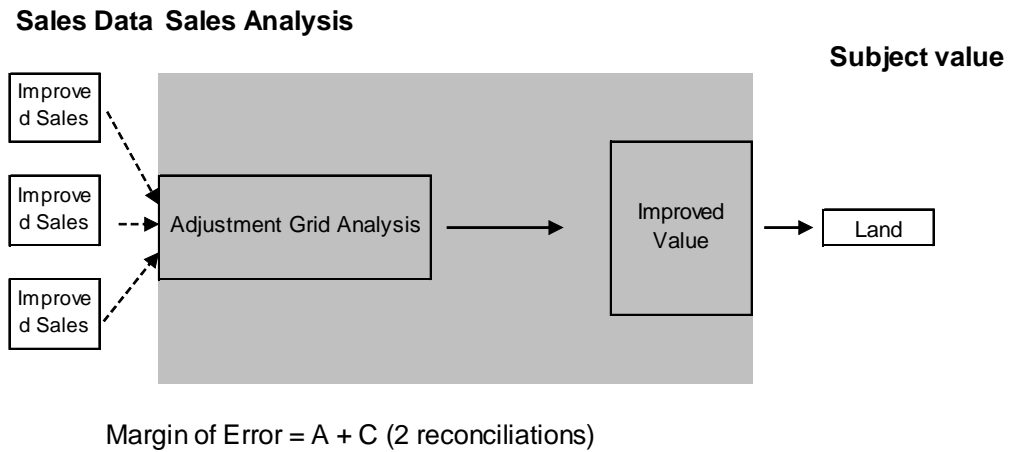 Sales Data Sales Analysis
Subject value
Improve
d Sales
Improve
d Sales
Adjustment Grid Analysis
Improved
Value
Land
Improve
d Sales
Margin of Error = A + C (2 reconciliations)